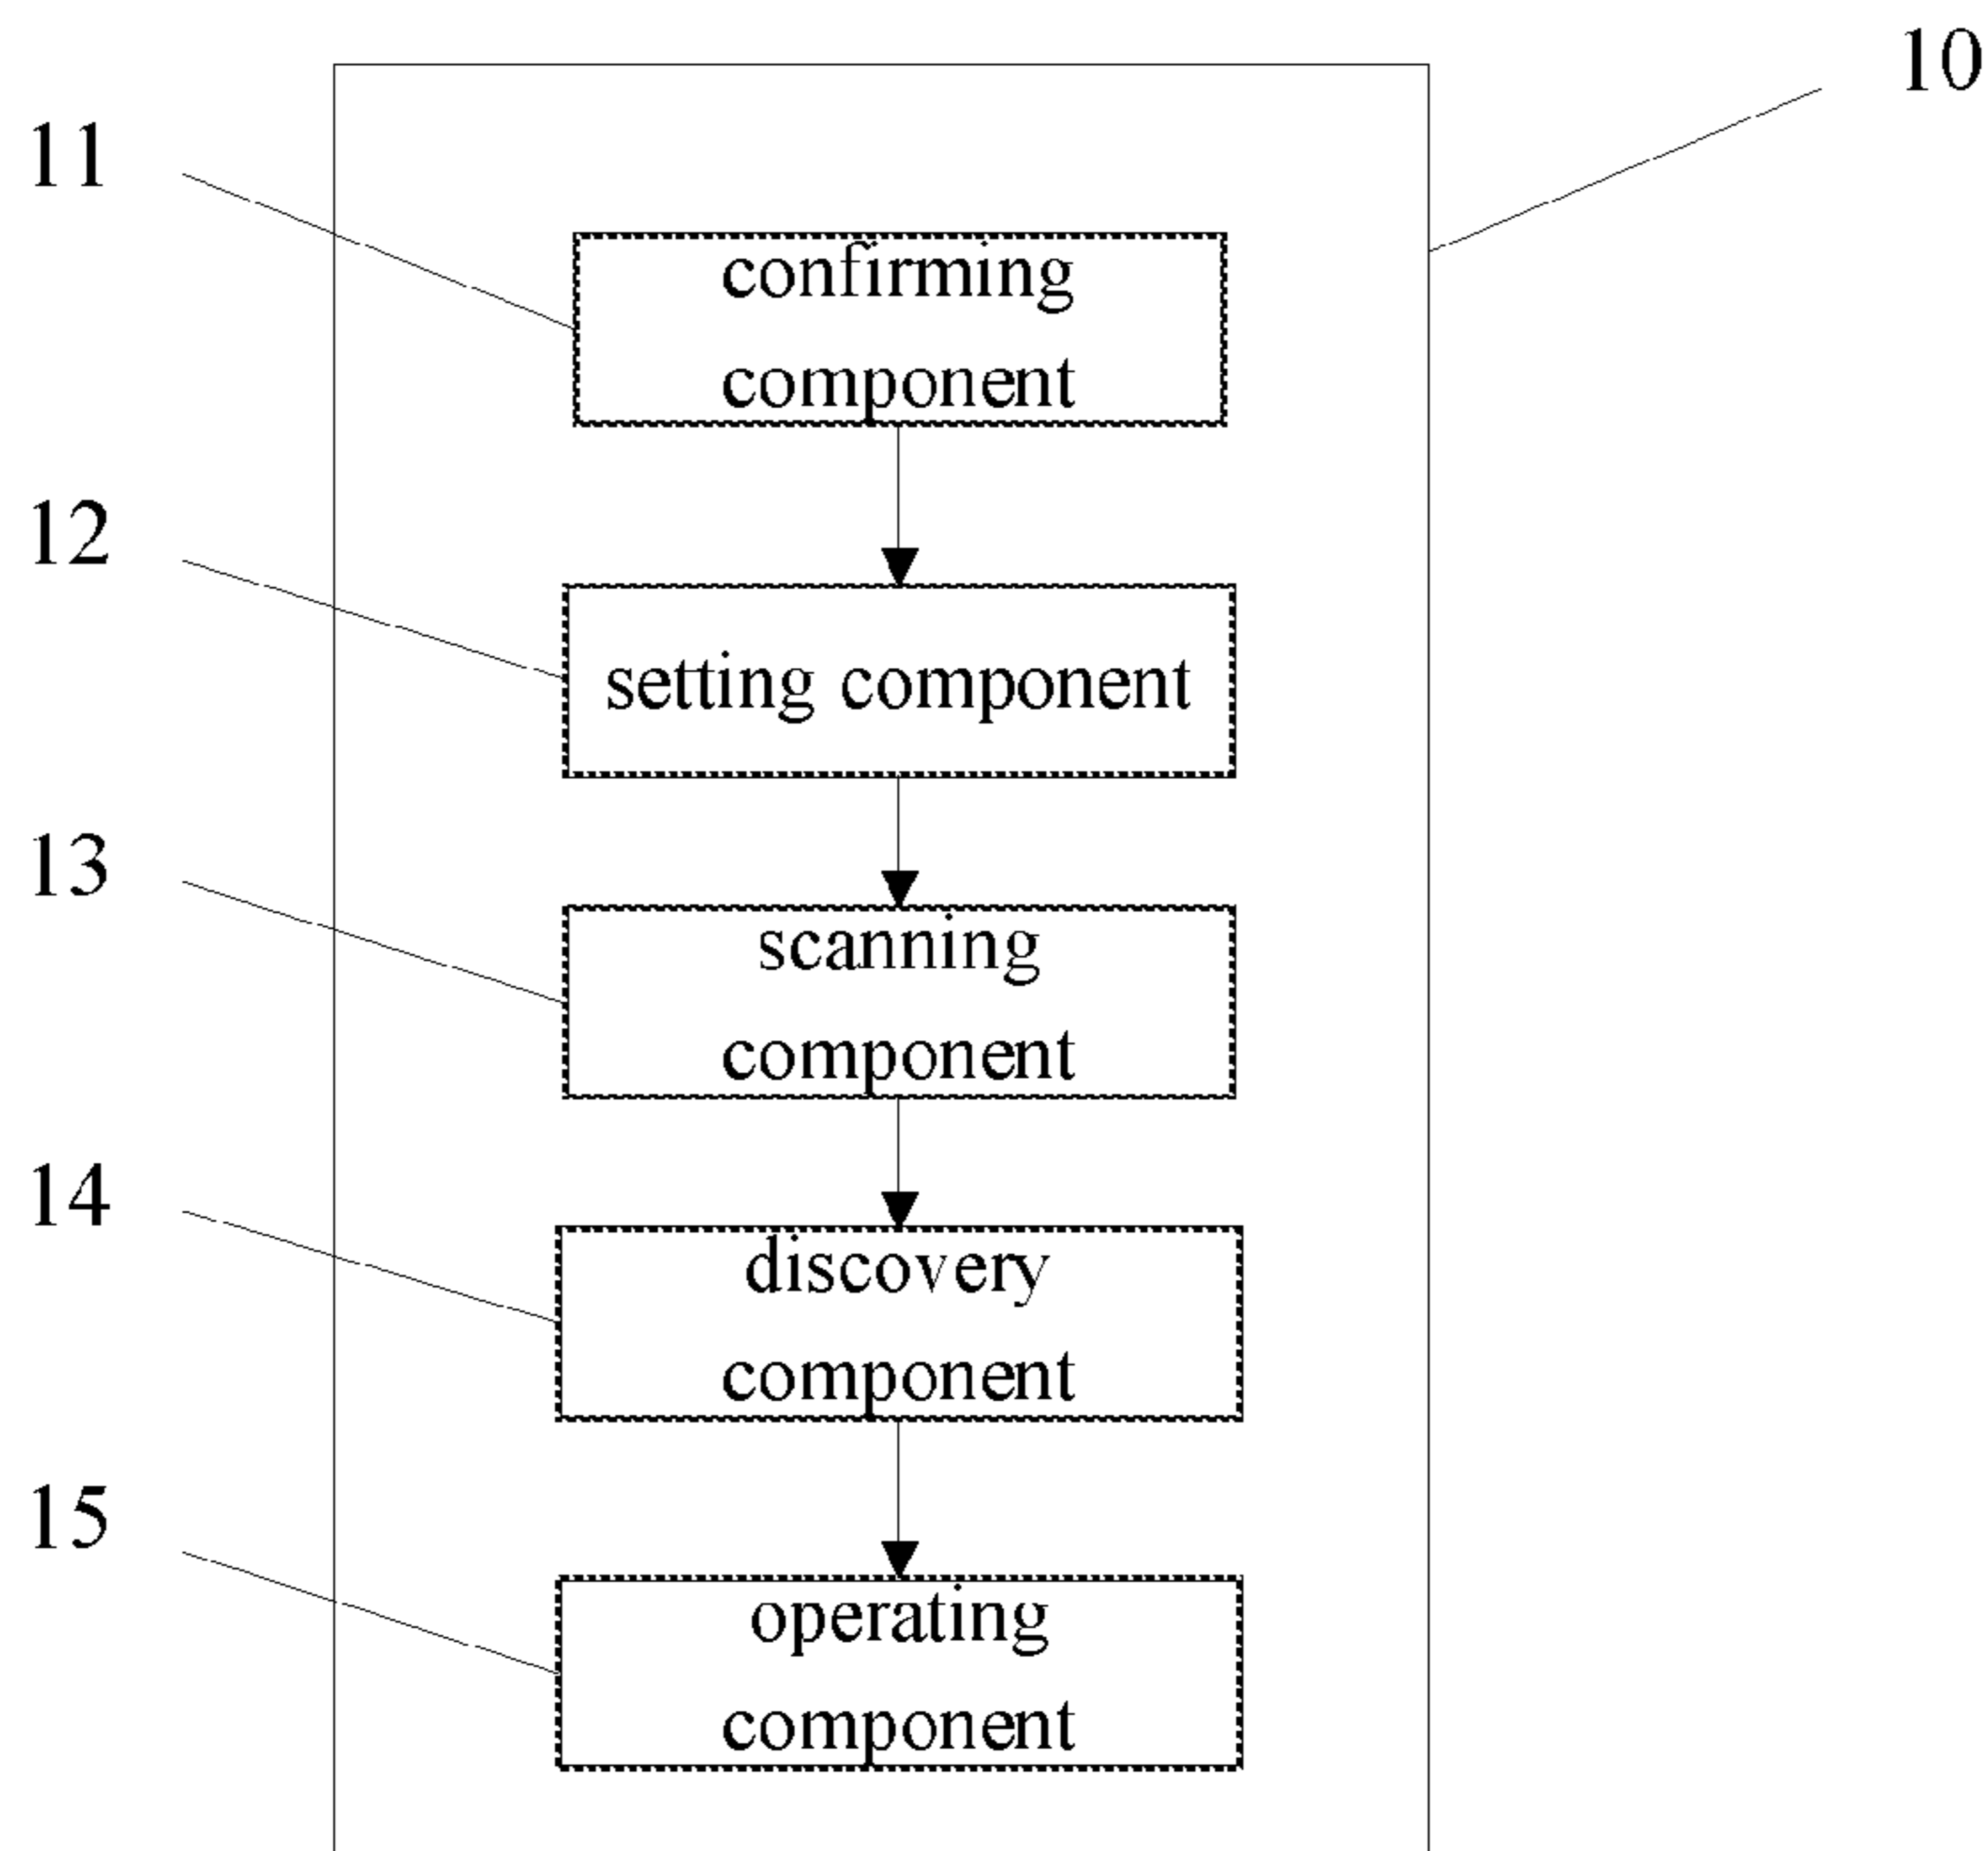 10
11
confirming
component
12
setting component
13
scanning
component
14
discovery
component
15
operating
component